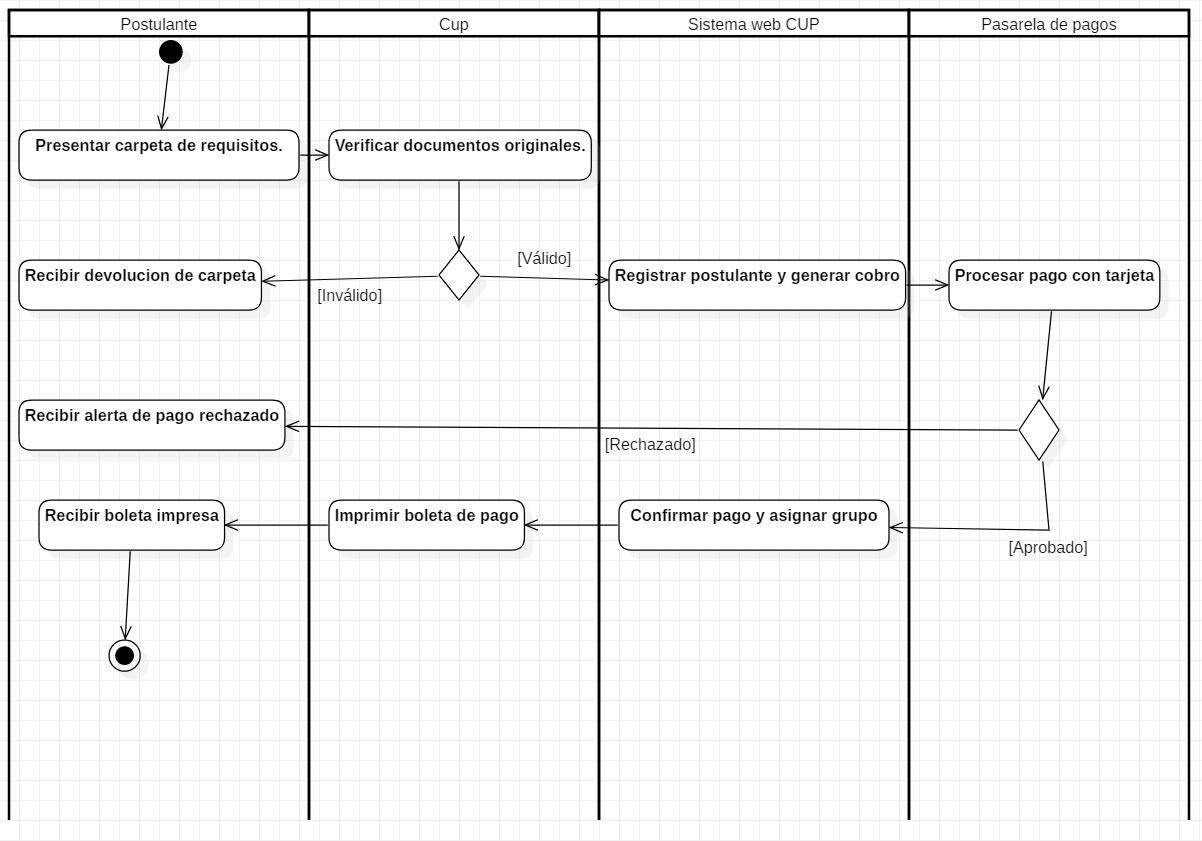 Postulante
Cup
Sistema web CUP
Pasarela de pagos
Presentar carpeta de requisitos.
Verificar documentos originales.
[Válido]
Recibir devolucion de carpeta
[Inválido]
Registrar postulante y generar cobro
Procesar pago con tarjeta
Recibir alerta de pago rechazado
[Rechazado]
Recibir boleta impresa
Imprimir boleta de pago
Confirmar pago y asignar grupo
[Aprobado]